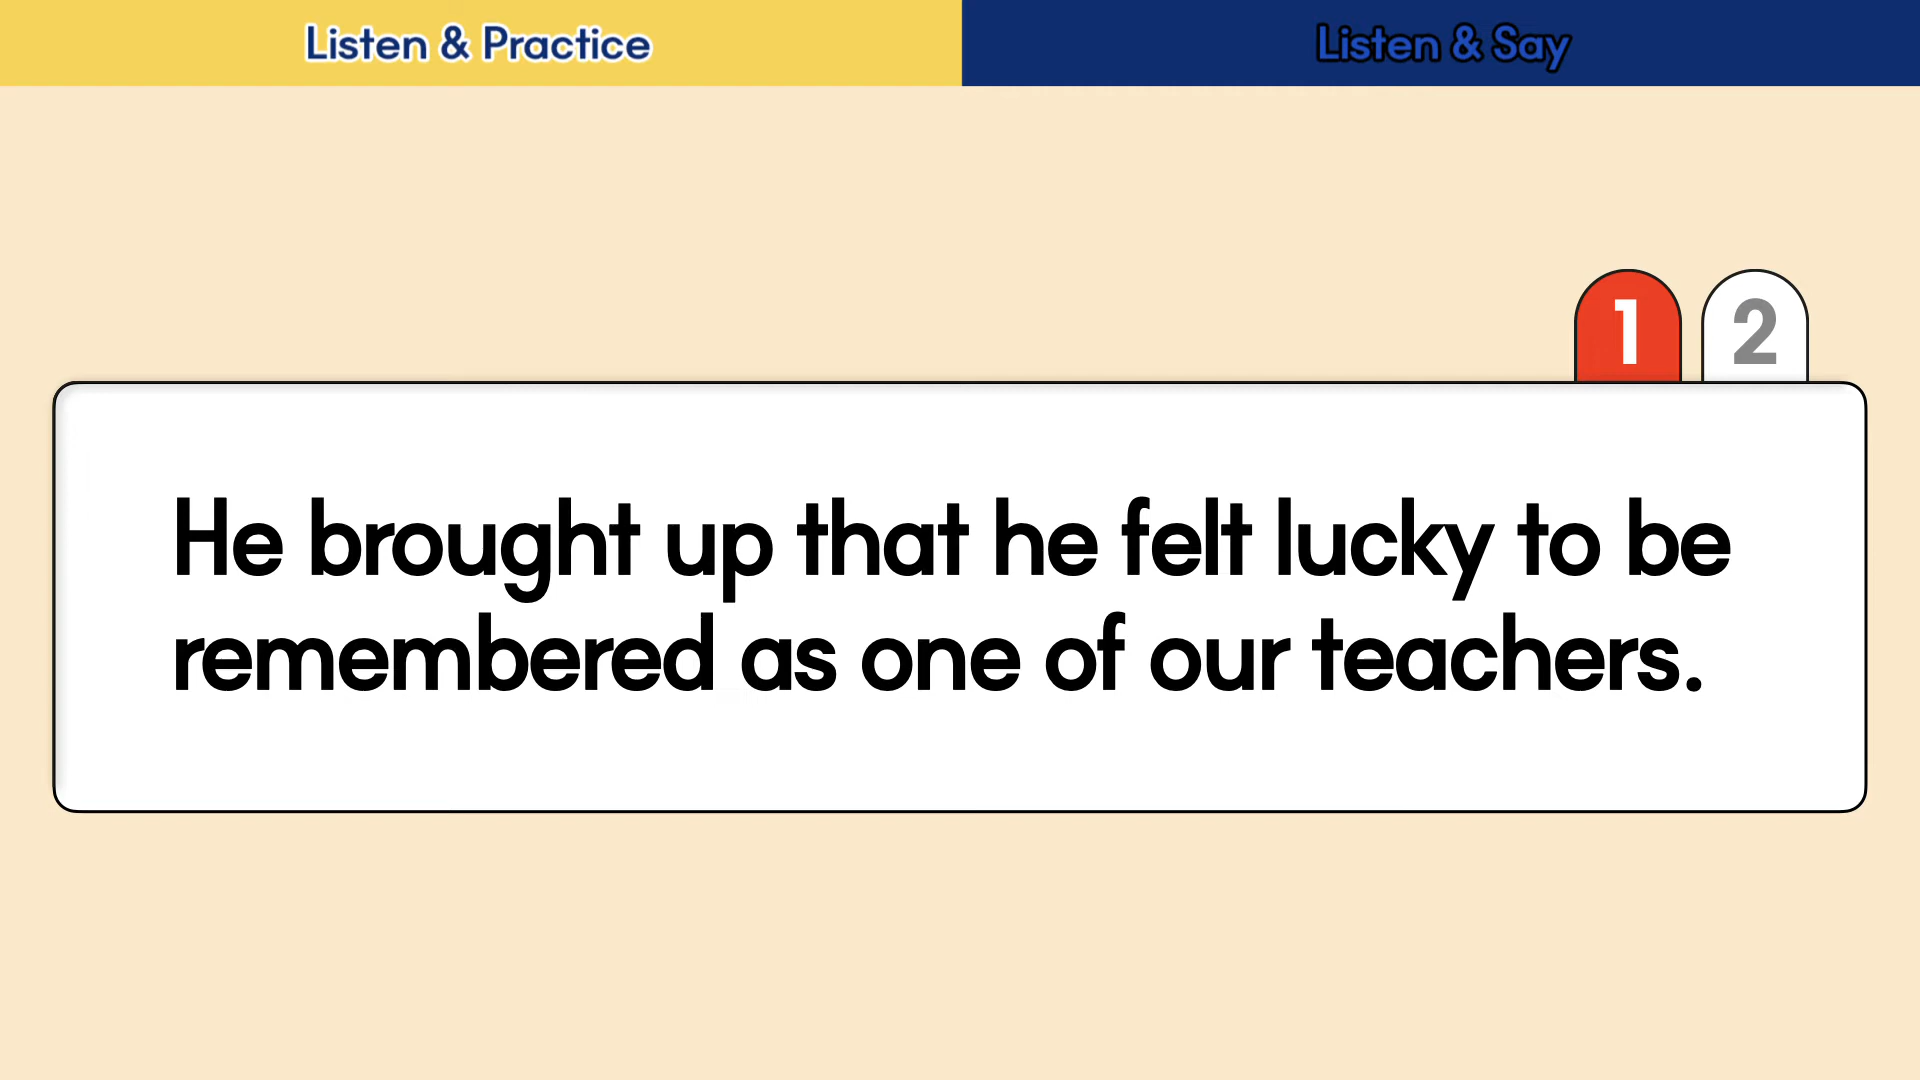 Listen & Practice
Listen & Say
1 2
He brought up that he felt lucky to be
remembered as one of our teachers.